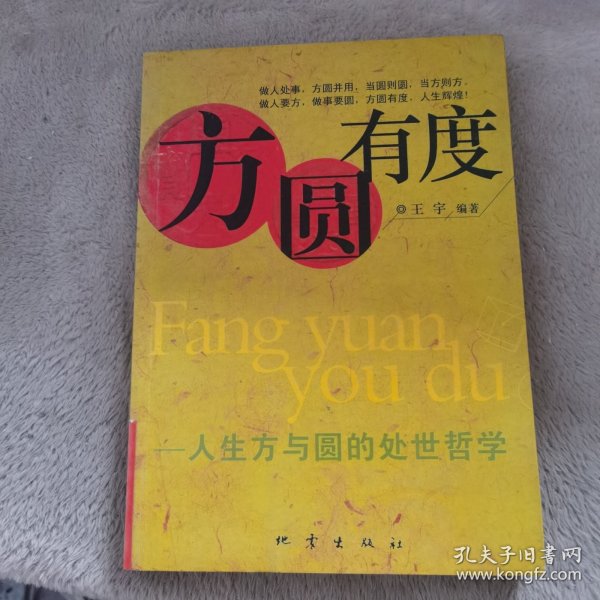 做人处事，方圆并用，当圆则圆，当方则方。
做人要方，做事要圆，方圆有度，人生辉煌！
方圆有度
◎王宇 编著
Fang yuan
you du
—人生方与圆的处世哲学
地震出版社
孔夫子旧书网
www.kongfz.com